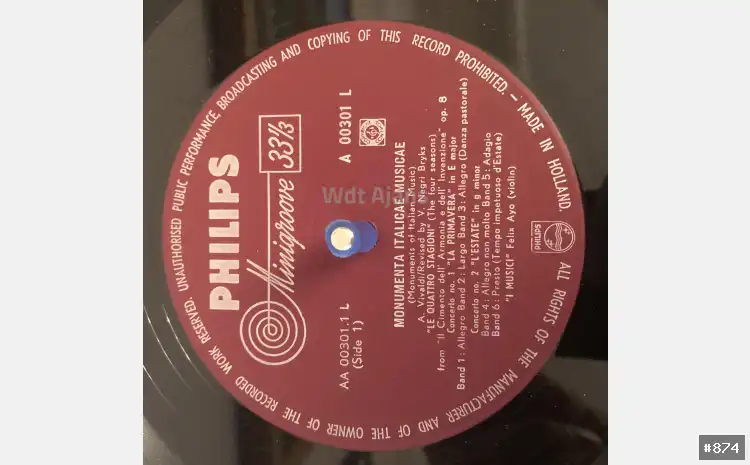 PHILIPS
Minigroove 33⅓
AA 00301.1 L
(Side 1)
A 00301 L
MONUMENTA ITALICAE MUSICAE
(Monuments of Italian Music)
A. Vivaldi/Revised by V. Negri Bryks
"LE QUATTRO STAGIONI" (The four seasons)
from "Il Cimento dell' Armonia e dell' Invenzione" op. 8
Concerto no. 1 "LA PRIMAVERA" in E major
Band 1: Allegro Band 2: Largo Band 3: Allegro (Danza pastorale)
Concerto no. 2 "L'ESTATE" in g minor
Band 4: Allegro non molto Band 5: Adagio
Band 6: Presto (Tempo impetuoso d'Estate)
"I MUSICI" Felix Ayo (violin)
PHILIPS
ALL RIGHTS OF THE MANUFACTURER AND OF THE OWNER OF THE RECORDED WORK RESERVED. UNAUTHORISED PUBLIC PERFORMANCE, BROADCASTING AND COPYING OF THIS RECORD PROHIBITED. — MADE IN HOLLAND.
#874